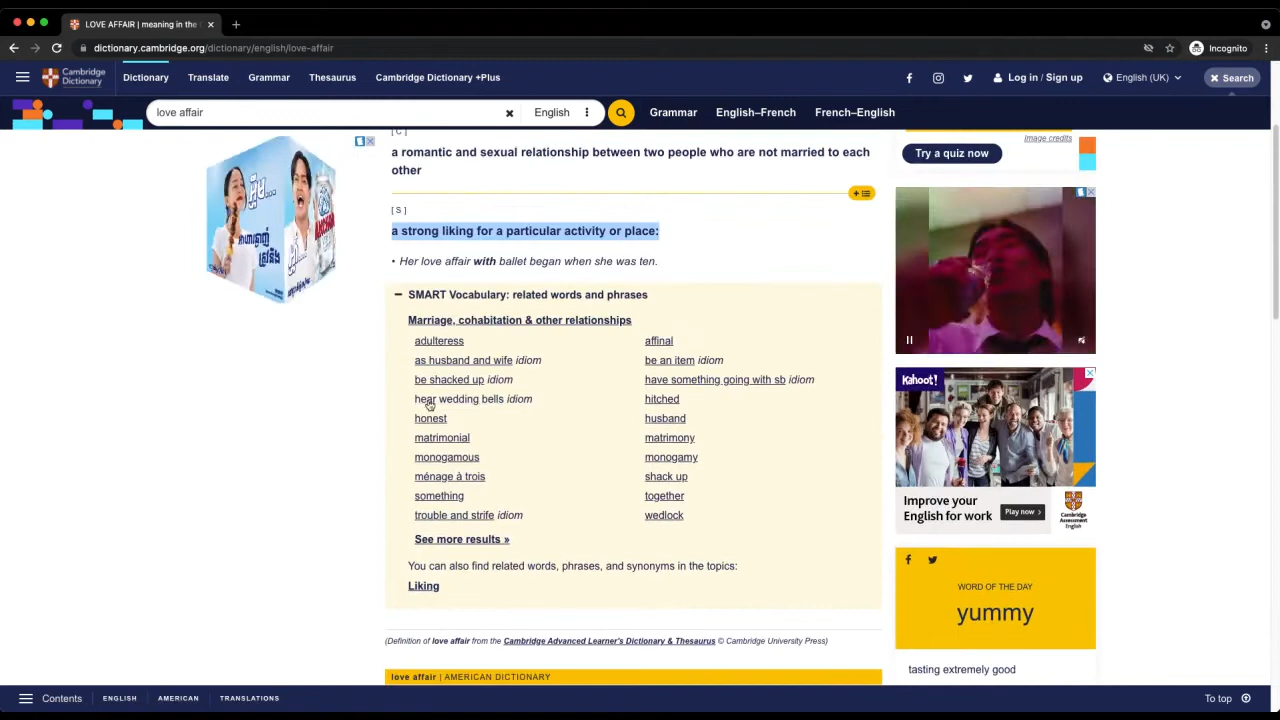 LOVE AFFAIR | meaning in the
dictionary.cambridge.org/dictionary/english/love-affair
Incognito
Cambridge
Dictionary
Dictionary Translate Grammar Thesaurus Cambridge Dictionary +Plus
Log in / Sign up English (UK) Search
love affair English Grammar English–French French–English
[ C ]
a romantic and sexual relationship between two people who are not married to each
other
[ S ]
a strong liking for a particular activity or place:
• Her love affair with ballet began when she was ten.
SMART Vocabulary: related words and phrases
Marriage, cohabitation & other relationships
adulteress affinal
as husband and wife idiom be an item idiom
be shacked up idiom have something going with sb idiom
hear wedding bells idiom hitched
honest husband
matrimonial matrimony
monogamous monogamy
ménage à trois shack up
something together
trouble and strife idiom wedlock
See more results »
You can also find related words, phrases, and synonyms in the topics:
Liking
(Definition of love affair from the Cambridge Advanced Learner's Dictionary & Thesaurus © Cambridge University Press)
love affair | AMERICAN DICTIONARY
Image credits
Try a quiz now
Kahoot!
Improve your
English for work
Play now >
Cambridge
Assessment
English
WORD OF THE DAY
yummy
tasting extremely good
Contents ENGLISH AMERICAN TRANSLATIONS To top